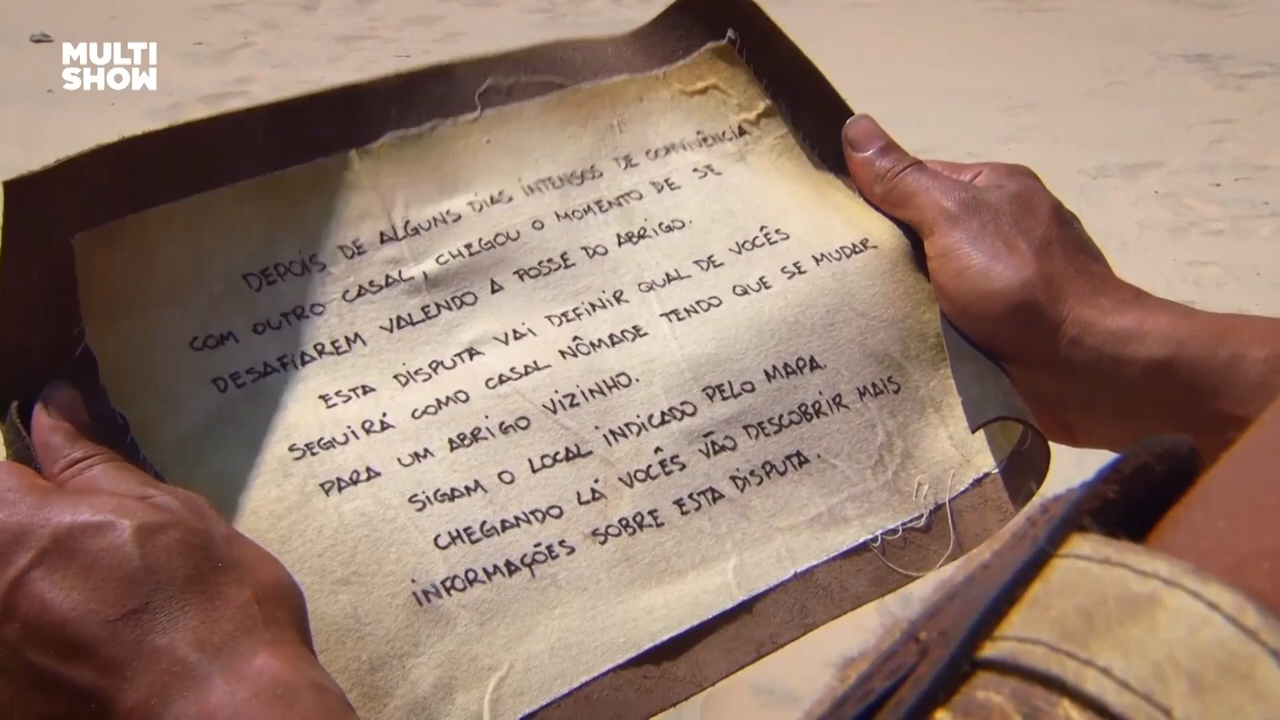 MULTI
SHOW
DEPOIS DE ALGUNS DIAS INTENSOS DE CONVIVÊNCIA
COM OUTRO CASAL, CHEGOU O MOMENTO DE SE
DESAFIAREM VALENDO A POSSE DO ABRIGO.
ESTA DISPUTA VAI DEFINIR QUAL DE VOCÊS
SEGUIRÁ COMO CASAL NÔMADE TENDO QUE SE MUDAR
PARA UM ABRIGO VIZINHO.
SIGAM O LOCAL INDICADO PELO MAPA.
CHEGANDO LÁ VOCÊS VÃO DESCOBRIR MAIS
INFORMAÇÕES SOBRE ESTA DISPUTA.